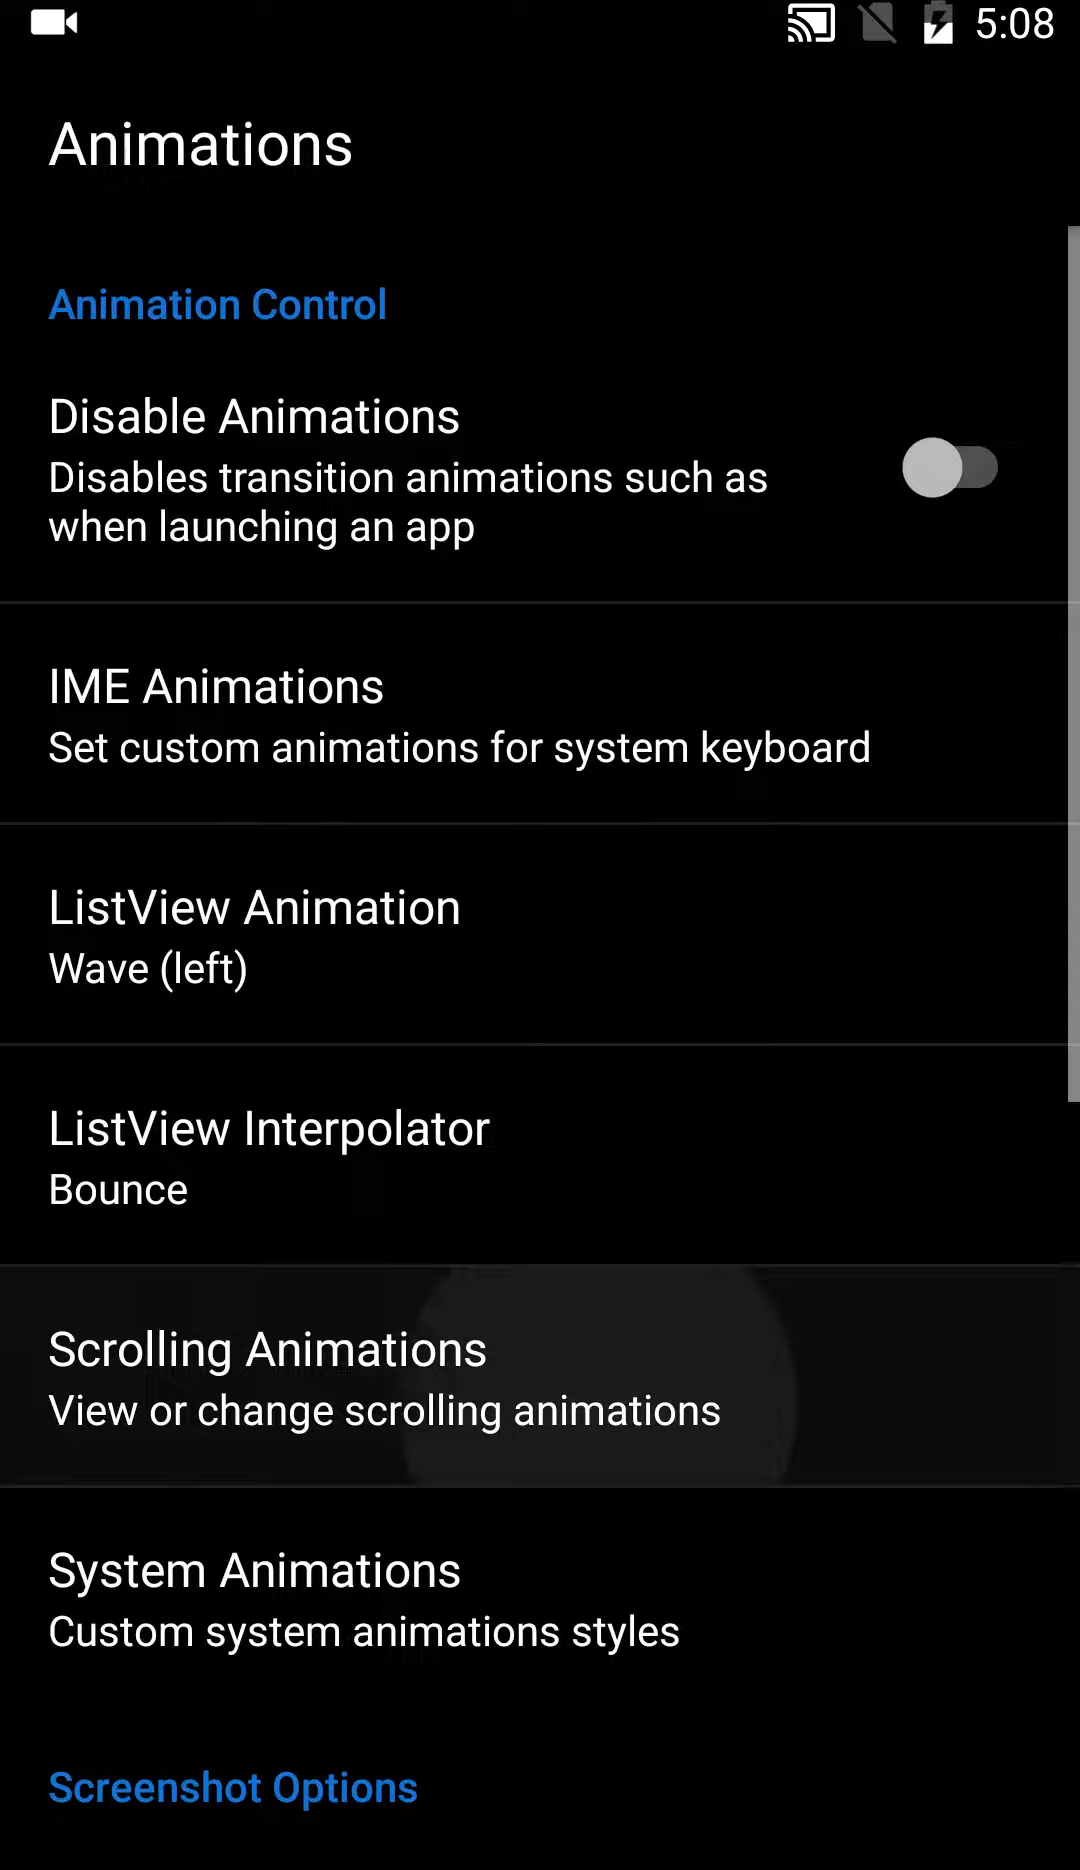 5:08
Animations
Animation Control
Disable Animations
Disables transition animations such as
when launching an app
IME Animations
Set custom animations for system keyboard
ListView Animation
Wave (left)
ListView Interpolator
Bounce
Scrolling Animations
View or change scrolling animations
System Animations
Custom system animations styles
Screenshot Options